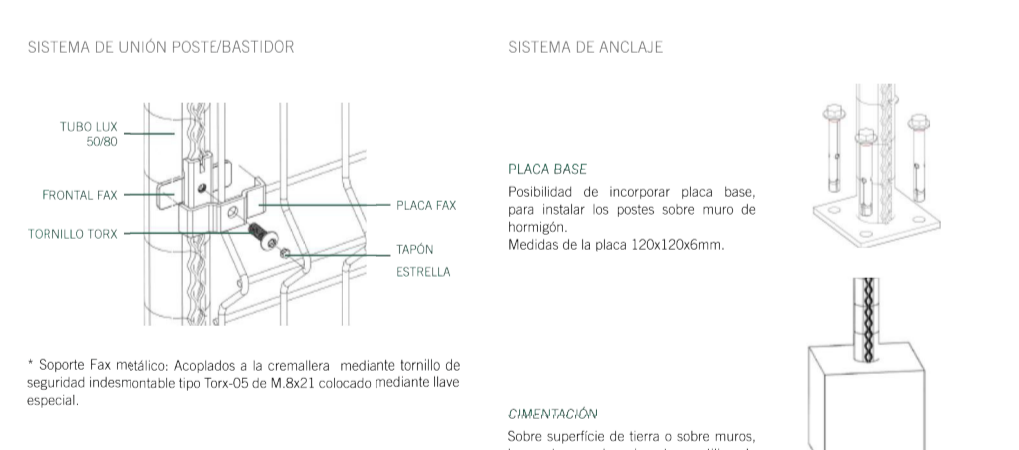 SISTEMA DE UNIÓN POSTE/BASTIDOR
TUBO LUX
50/80
FRONTAL FAX
TORNILLO TORX
PLACA FAX
TAPÓN
ESTRELLA
* Soporte Fax metálico: Acoplados a la cremallera mediante tornillo de
seguridad indesmontable tipo Torx-05 de M.8x21 colocado mediante llave
especial.
SISTEMA DE ANCLAJE
PLACA BASE
Posibilidad de incorporar placa base,
para instalar los postes sobre muro de
hormigón.
Medidas de la placa 120x120x6mm.
CIMENTACIÓN
Sobre superfície de tierra o sobre muros,